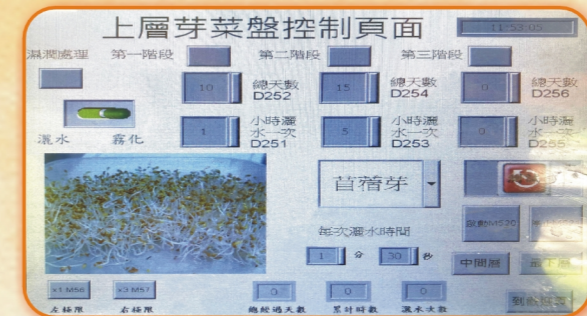 上層芽菜盤控制頁面 11:53:05
濕潤處理 第一階段 第二階段 第三階段
10 總天數 D252 15 總天數 D254 0 總天數 D256
灑水 霧化
1 小時灑水一次 D251 5 小時灑水一次 D253 0 小時灑水一次 D255
苜蓿芽
每次灑水時間
啟動M570
1 分 30 秒
中間層 最下層
x1 M56 x3 M57 0 0 0
左極限 右極限 總經過天數 累計時數 灑水次數